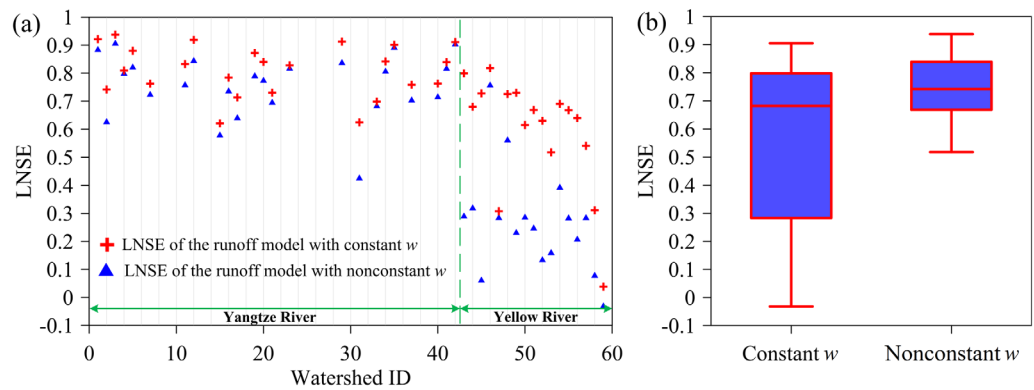 (a)
1
0.9
0.8
0.7
0.6
0.5
0.4
0.3
0.2
0.1
0
-0.1
LNSE
LNSE of the runoff model with constant w
LNSE of the runoff model with nonconstant w
Yangtze River
Yellow River
0 10 20 30 40 50 60
Watershed ID
(b)
1
0.9
0.8
0.7
0.6
0.5
0.4
0.3
0.2
0.1
0
-0.1
LNSE
Constant w
Nonconstant w